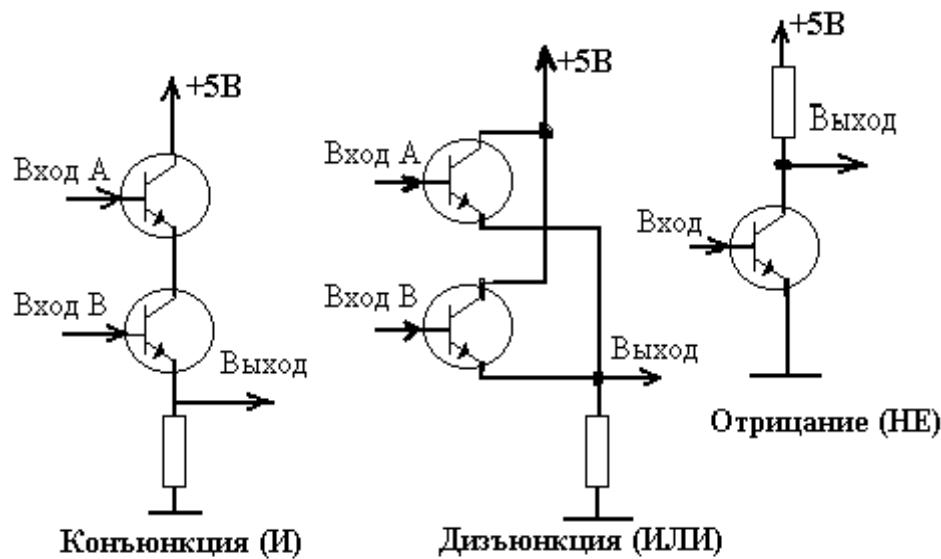 +5В
Вход А
Вход В
Выход
Конъюнкция (И)
+5В
Вход А
Вход В
Выход
Дизъюнкция (ИЛИ)
+5В
Выход
Вход
Отрицание (НЕ)